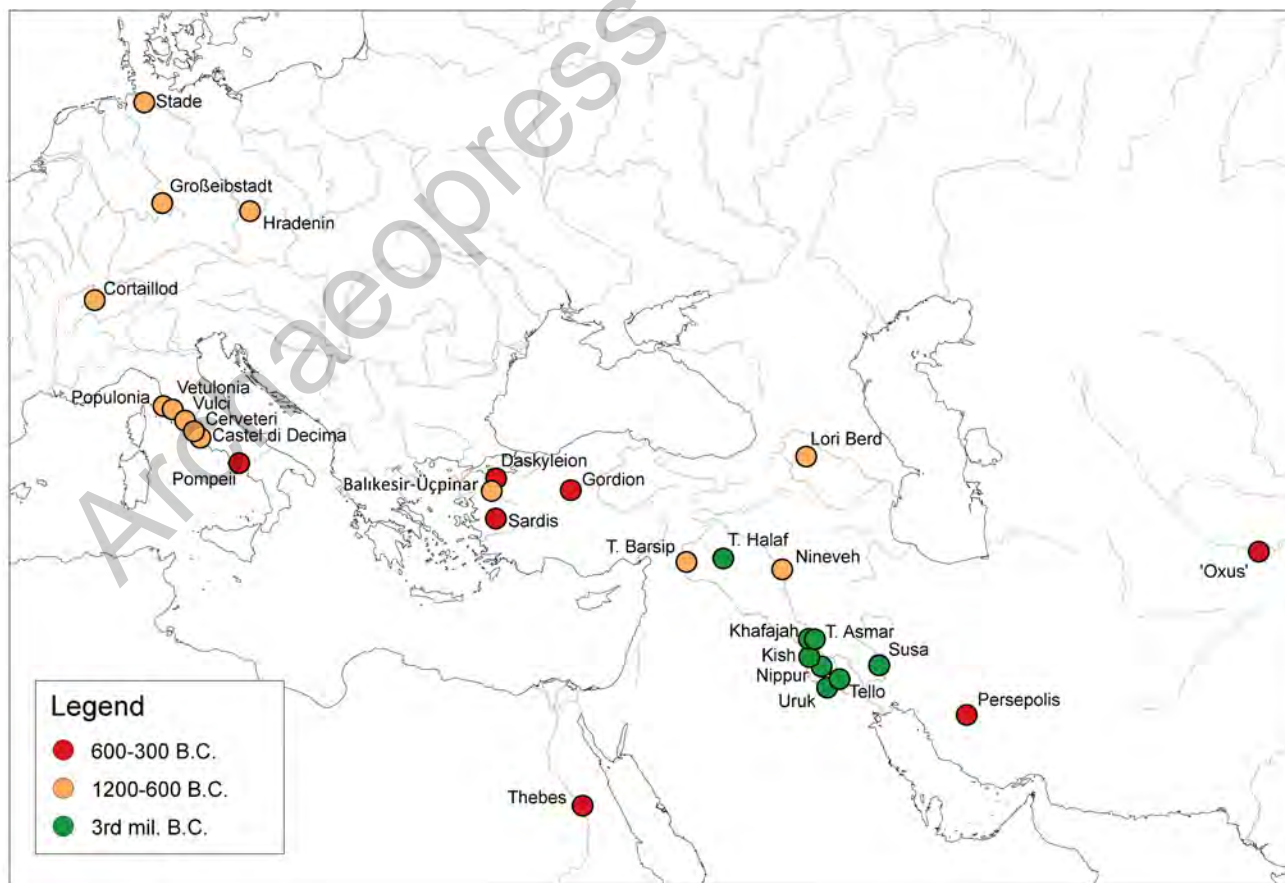 Archaeopress
Stade
Großeibstadt
Hradenin
Cortaillod
Populonia
Vetulonia
Vulci
Cerveteri
Castel di Decima
Pompeii
Daskyleion
Balıkesir-Üçpinar
Gordion
Sardis
Lori Berd
T. Barsip
T. Halaf
Nineveh
'Oxus'
Khafajah
T. Asmar
Kish
Susa
Nippur
Tello
Uruk
Persepolis
Thebes
Legend
600-300 B.C.
1200-600 B.C.
3rd mil. B.C.